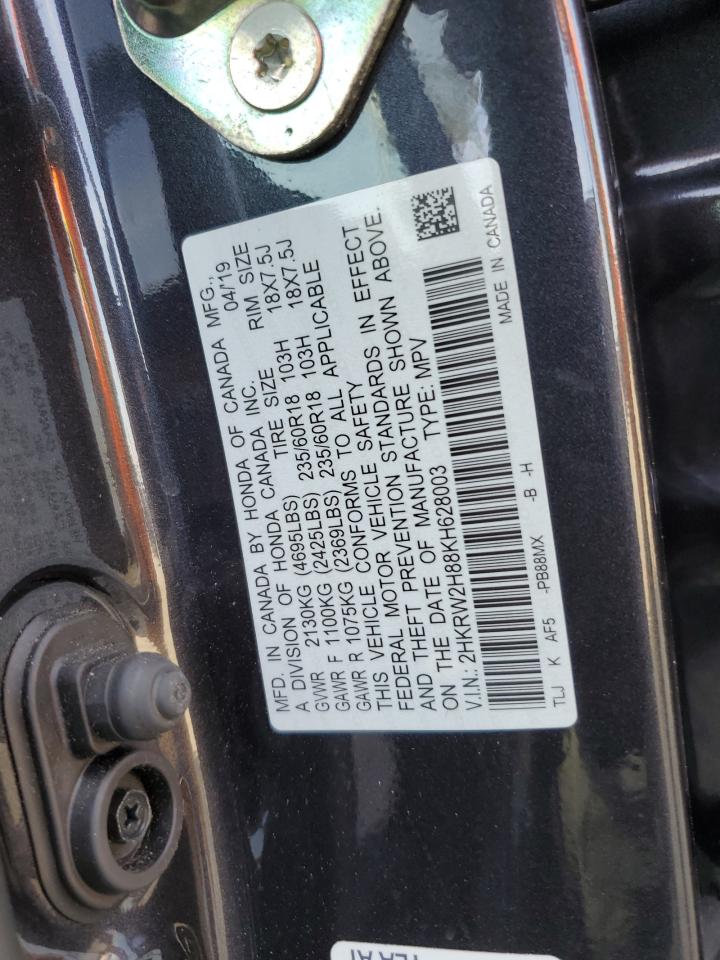 MFD. IN CANADA BY HONDA OF CANADA MFG.,
A DIVISION OF HONDA CANADA INC. 04/19
GVWR 2130KG (4695LBS) TIRE SIZE RIM SIZE
GAWR F 1100KG (2425LBS) 235/60R18 103H 18X7.5J
GAWR R 1075KG (2369LBS) 235/60R18 103H 18X7.5J
THIS VEHICLE CONFORMS TO ALL APPLICABLE
FEDERAL MOTOR VEHICLE SAFETY
AND THEFT PREVENTION STANDARDS IN EFFECT
ON THE DATE OF MANUFACTURE SHOWN ABOVE.
V.I.N.: 2HKRW2H88KH628003 TYPE: MPV
TLJ K AF5 -PB88MX -B -H MADE IN CANADA